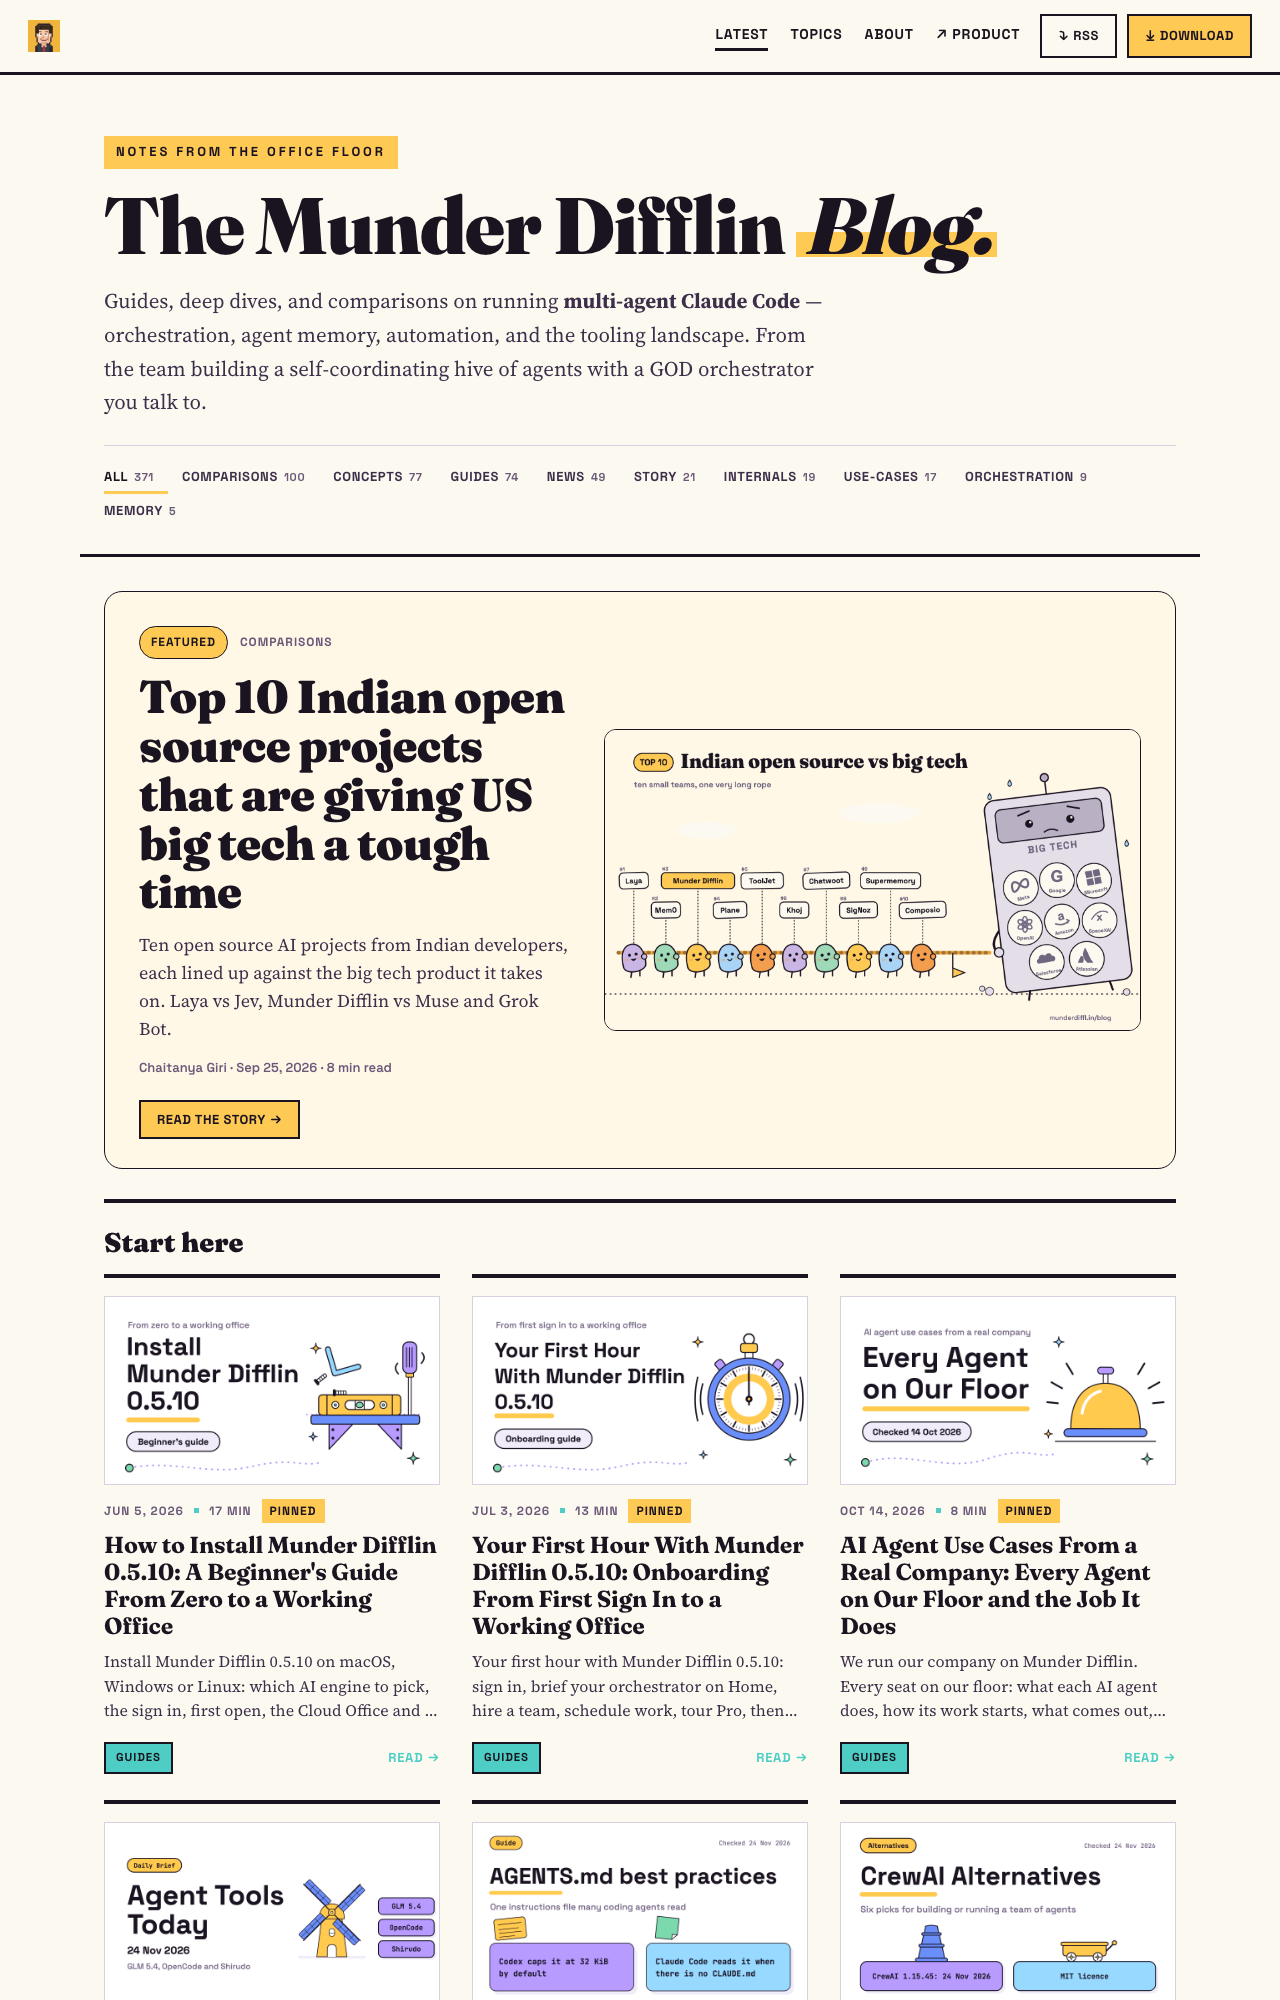 LATEST
TOPICS
ABOUT
↗ PRODUCT
RSS
DOWNLOAD
NOTES FROM THE OFFICE FLOOR
The Munder Difflin Blog.
Guides, deep dives, and comparisons on running multi-agent Claude Code —
orchestration, agent memory, automation, and the tooling landscape. From
the team building a self-coordinating hive of agents with a GOD orchestrator
you talk to.
ALL 371
COMPARISONS 100
CONCEPTS 77
GUIDES 74
NEWS 49
STORY 21
INTERNALS 19
USE-CASES 17
ORCHESTRATION 9
MEMORY 5
FEATURED
COMPARISONS
Top 10 Indian open
source projects
that are giving US
big tech a tough
time
Ten open source AI projects from Indian developers,
each lined up against the big tech product it takes
on. Laya vs Jev, Munder Difflin vs Muse and Grok
Bot.
Chaitanya Giri · Sep 25, 2026 · 8 min read
READ THE STORY →
TOP 10 Indian open source vs big tech
ten small teams, one very long rope
#1 Laya
Munder Difflin
#5 ToolJet
#7 Chatwoot
Supermemory
Mem0
Plane
Khoj
SigNoz
#10 Composio
BIG TECH
Meta
Google
Microsoft
OpenAI
Amazon
SpaceXAI
Salesforce
Atlassian
munderdiffl.in/blog
Start here
From zero to a working office
Install
Munder Difflin
0.5.10
Beginner's guide
JUN 5, 2026
17 MIN
PINNED
How to Install Munder Difflin
0.5.10: A Beginner's Guide
From Zero to a Working
Office
Install Munder Difflin 0.5.10 on macOS,
Windows or Linux: which AI engine to pick,
the sign in, first open, the Cloud Office and ...
GUIDES
READ →
From first sign in to a working office
Your First Hour
With Munder Difflin
0.5.10
Onboarding guide
JUL 3, 2026
13 MIN
PINNED
Your First Hour With Munder
Difflin 0.5.10: Onboarding
From First Sign In to a
Working Office
Your first hour with Munder Difflin 0.5.10:
sign in, brief your orchestrator on Home,
hire a team, schedule work, tour Pro, then...
GUIDES
READ →
AI agent use cases from a real company
Every Agent
on Our Floor
Checked 14 Oct 2026
OCT 14, 2026
8 MIN
PINNED
AI Agent Use Cases From a
Real Company: Every Agent
on Our Floor and the Job It
Does
We run our company on Munder Difflin.
Every seat on our floor: what each AI agent
does, how its work starts, what comes out,...
GUIDES
READ →
Daily Brief
Agent Tools
Today
24 Nov 2026
GLM 5.4, OpenCode and Shirudo
GLM 5.4
OpenCode
Shirudo
Guide
Checked 24 Nov 2026
AGENTS.md best practices
One instructions file many coding agents read
Codex caps it at 32 KiB
by default
Claude Code reads it when
there is no CLAUDE.md
Alternatives
Checked 24 Nov 2026
CrewAI Alternatives
Six picks for building or running a team of agents
CrewAI 1.15.45: 24 Nov 2026
MIT licence